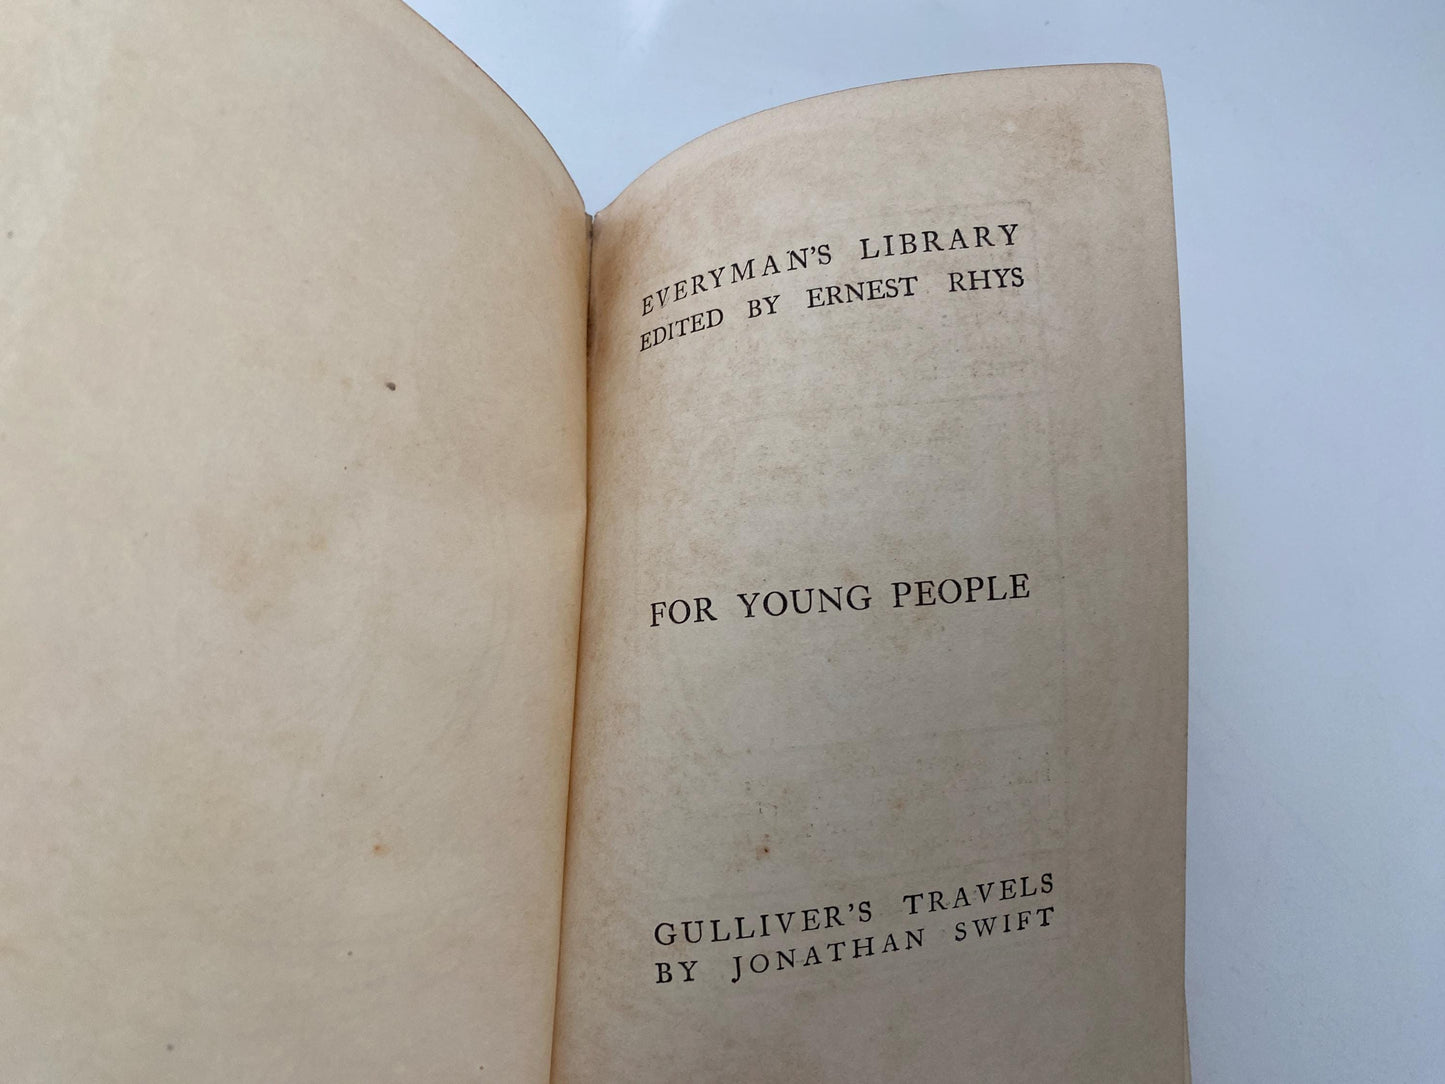 EVERYMAN'S LIBRARY
EDITED BY ERNEST RHYS
FOR YOUNG PEOPLE
GULLIVER'S TRAVELS
BY JONATHAN SWIFT